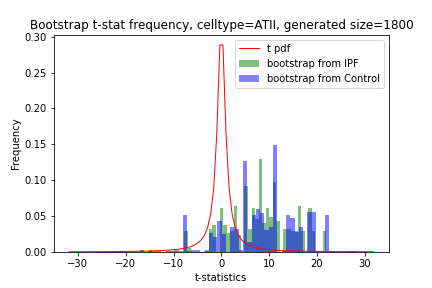 Bootstrap t-stat frequency, celltype=ATII, generated size=1800
t pdf
bootstrap from IPF
bootstrap from Control
Frequency
0.30
0.25
0.20
0.15
0.10
0.05
0.00
−30
−20
−10
0
10
20
30
t-statistics